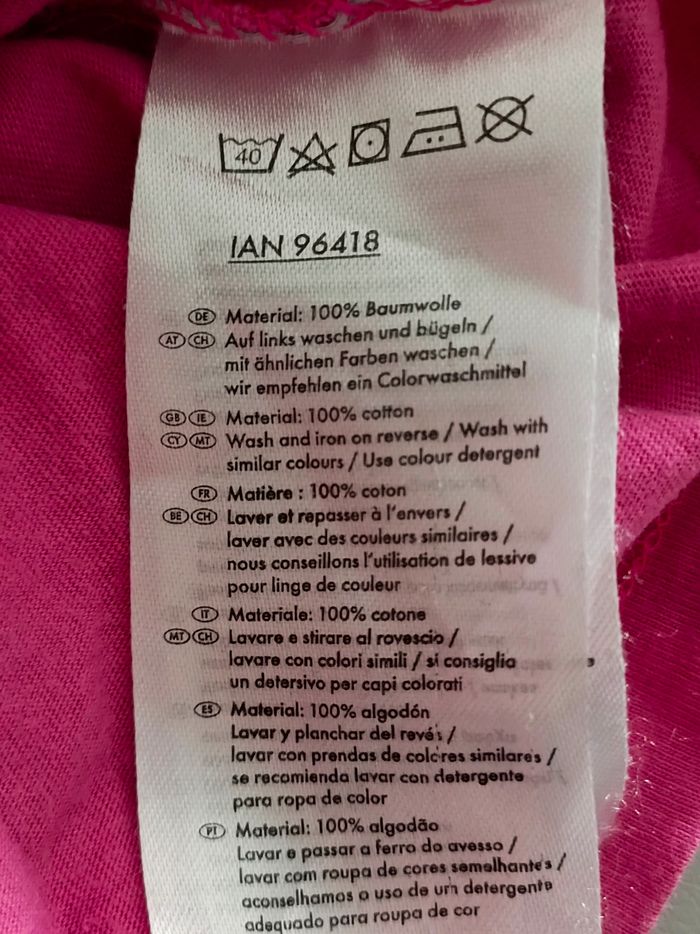 40
IAN 96418
DE Material: 100% Baumwolle
AT CH Auf links waschen und bügeln /
mit ähnlichen Farben waschen /
wir empfehlen ein Colorwaschmittel
GB IE Material: 100% cotton
CY MT Wash and iron on reverse / Wash with
similar colours / Use colour detergent
FR Matière : 100% coton
BE CH Laver et repasser à l'envers /
laver avec des couleurs similaires /
nous conseillons l'utilisation de lessive
pour linge de couleur
IT Materiale: 100% cotone
MT CH Lavare e stirare al rovescio /
lavare con colori simili / si consiglia
un detersivo per capi colorati
ES Material: 100% algodón
Lavar y planchar del revés /
lavar con prendas de colores similares /
se recomienda lavar con detergente
para ropa de color
PT Material: 100% algodão
Lavar e passar a ferro do avesso /
lavar com roupa de cores semelhantes /
aconselhamos o uso de um detergente
adequado para roupa de cor